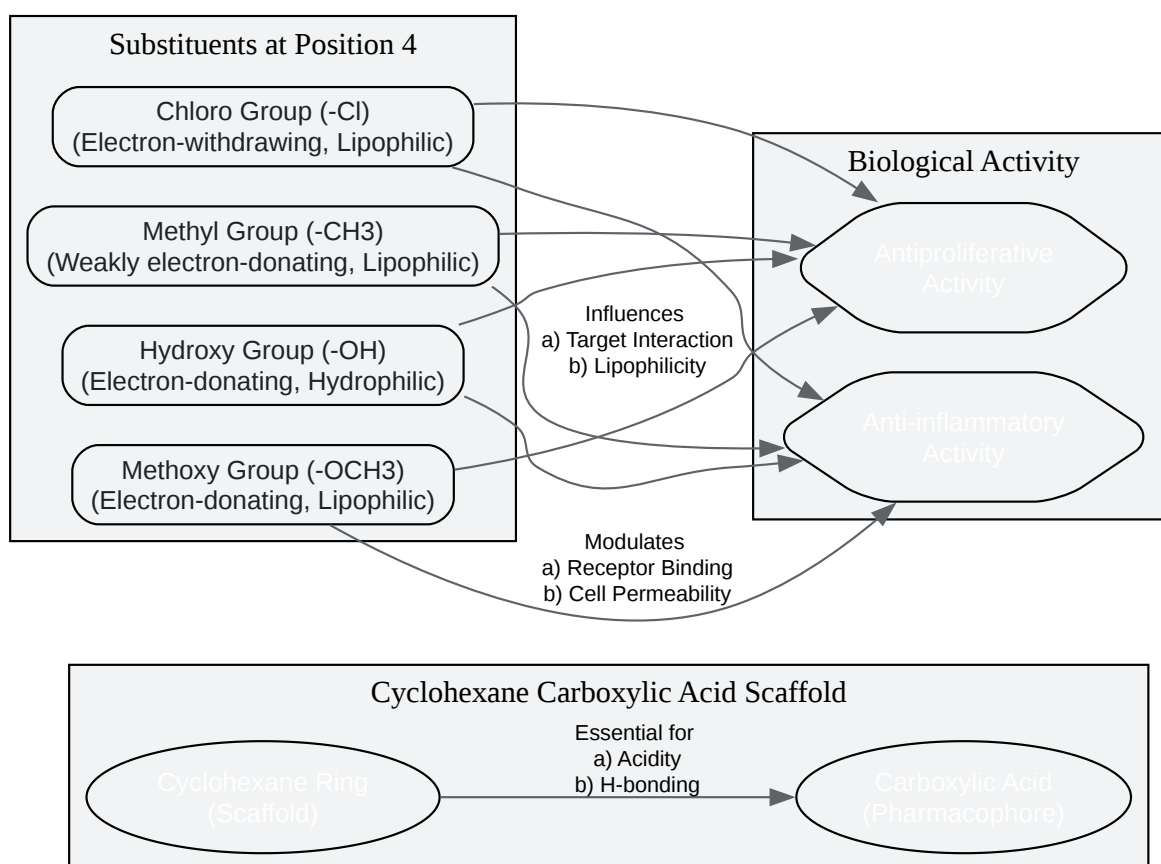 Substituents at Position 4
Chloro Group (-Cl)
(Electron-withdrawing, Lipophilic)
Methyl Group (-CH3)
(Weakly electron-donating, Lipophilic)
Hydroxy Group (-OH)
(Electron-donating, Hydrophilic)
Methoxy Group (-OCH3)
(Electron-donating, Lipophilic)
Influences
a) Target Interaction
b) Lipophilicity
Modulates
a) Receptor Binding
b) Cell Permeability
Biological Activity
Antiproliferative
Activity
Anti-inflammatory
Activity
Cyclohexane Carboxylic Acid Scaffold
Cyclohexane Ring
(Scaffold)
Essential for
a) Acidity
b) H-bonding
Carboxylic Acid
(Pharmacophore)